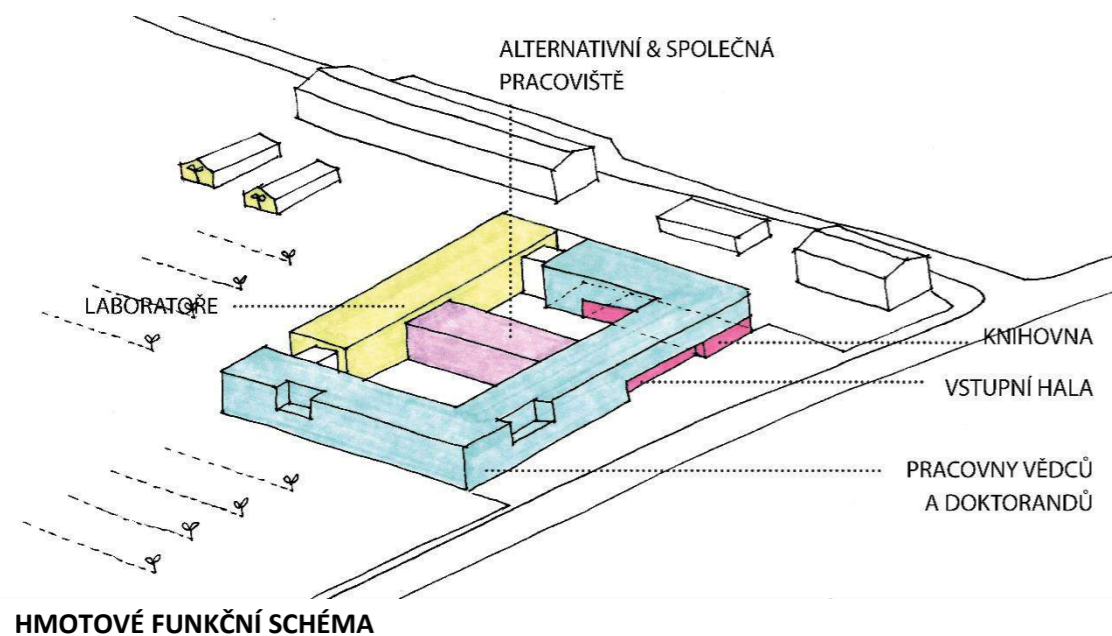 ALTERNATIVNÍ & SPOLEČNÁ
PRACOVIŠTĚ
LABORATOŘE
KNIHOVNA
VSTUPNÍ HALA
PRACOVNY VĚDCŮ
A DOKTORANDŮ
HMOTOVÉ FUNKČNÍ SCHÉMA